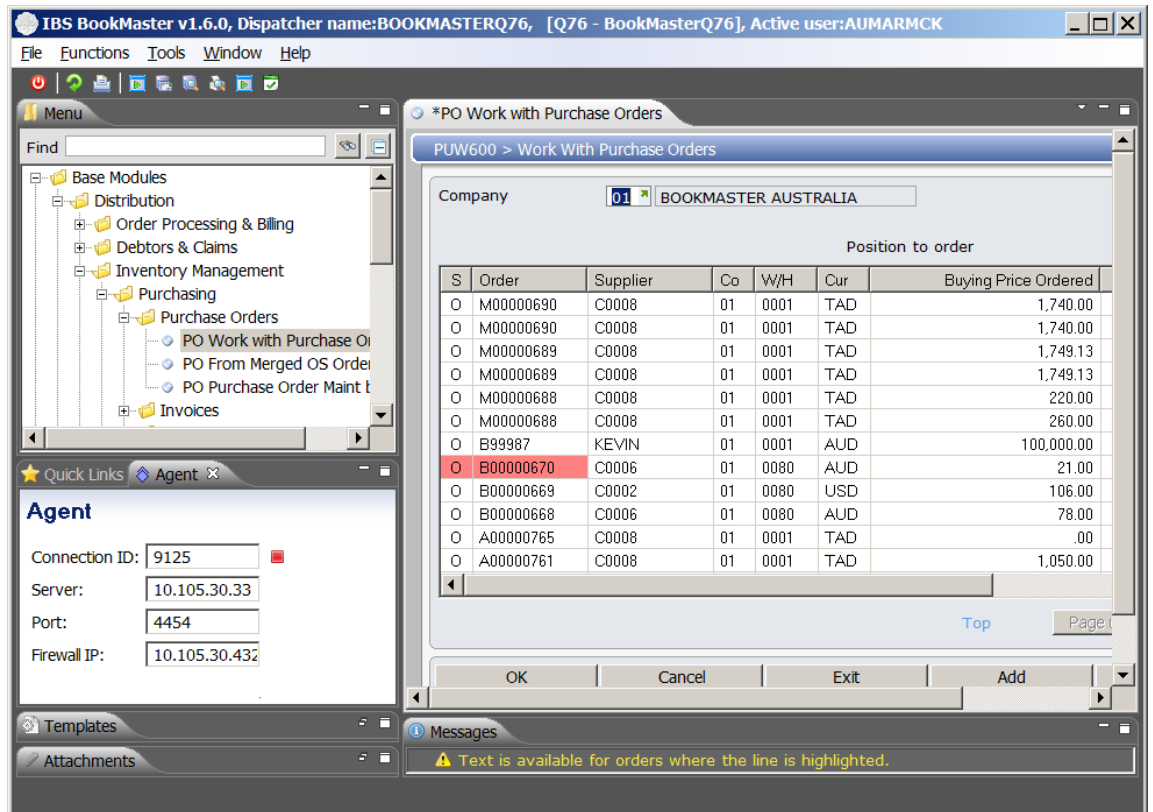 IBS BookMaster v1.6.0, Dispatcher name:BOOKMASTERQ76, [Q76 - BookMasterQ76], Active user:AUMARMCK
File Functions Tools Window Help
Menu
Find
Base Modules
Distribution
Order Processing & Billing
Debtors & Claims
Inventory Management
Purchasing
Purchase Orders
PO Work with Purchase Or
PO From Merged OS Order
PO Purchase Order Maint b
Invoices
Quick Links Agent
Agent
Connection ID: 9125
Server: 10.105.30.33
Port: 4454
Firewall IP: 10.105.30.432
Templates
Attachments
*PO Work with Purchase Orders
PUW600 > Work With Purchase Orders
Company 01 BOOKMASTER AUSTRALIA
Position to order
S Order Supplier Co W/H Cur Buying Price Ordered
O M00000690 C0008 01 0001 TAD 1,740.00
O M00000690 C0008 01 0001 TAD 1,740.00
O M00000689 C0008 01 0001 TAD 1,749.13
O M00000689 C0008 01 0001 TAD 1,749.13
O M00000688 C0008 01 0001 TAD 220.00
O M00000688 C0008 01 0001 TAD 260.00
O B99987 KEVIN 01 0001 AUD 100,000.00
O B00000670 C0006 01 0080 AUD 21.00
O B00000669 C0002 01 0080 USD 106.00
O B00000668 C0006 01 0080 AUD 78.00
O A00000765 C0008 01 0001 TAD .00
O A00000761 C0008 01 0001 TAD 1,050.00
Top Page
OK Cancel Exit Add
Messages
Text is available for orders where the line is highlighted.